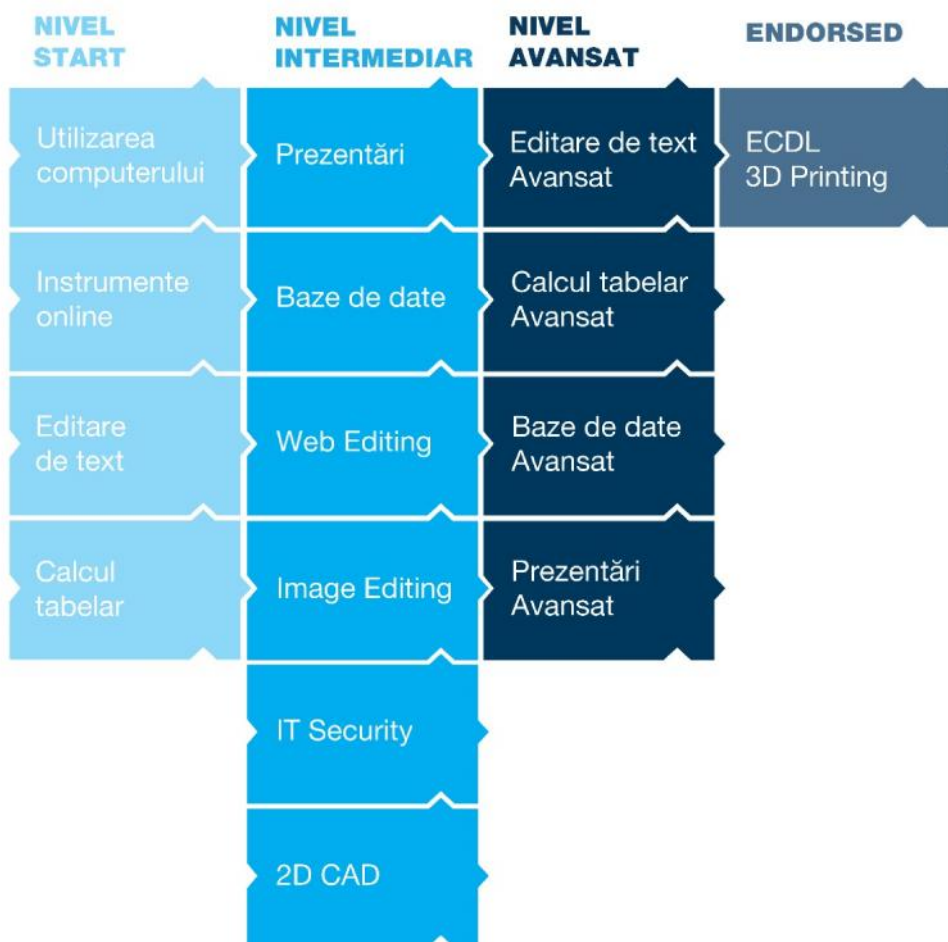 NIVEL
START
Utilizarea
computerului
Instrumente
online
Editare
de text
Calcul
tabelar
NIVEL
INTERMEDIAR
Prezentări
Baze de date
Web Editing
Image Editing
IT Security
2D CAD
NIVEL
AVANSAT
Editare de text
Avansat
Calcul tabelar
Avansat
Baze de date
Avansat
Prezentări
Avansat
ENDORSED
ECDL
3D Printing